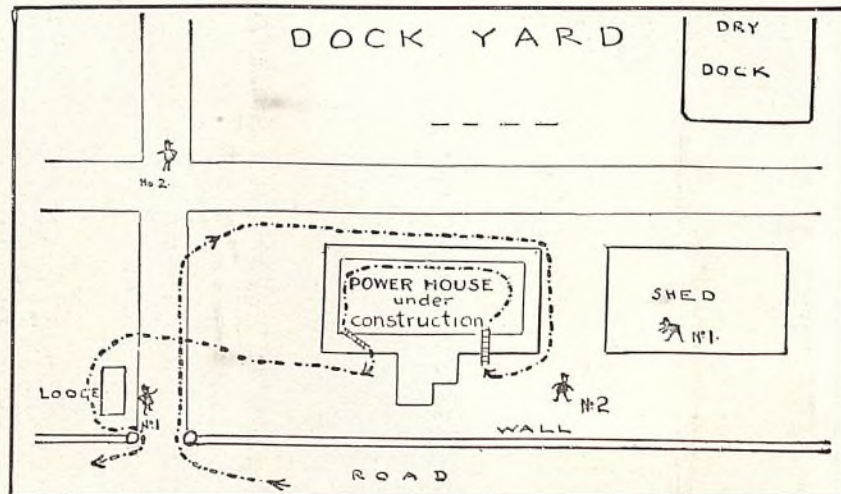 DOCK YARD
DRY
DOCK
No 2.
POWER HOUSE
under
construction
SHED
No 1.
LODGE
No 1
No 2
WALL
ROAD